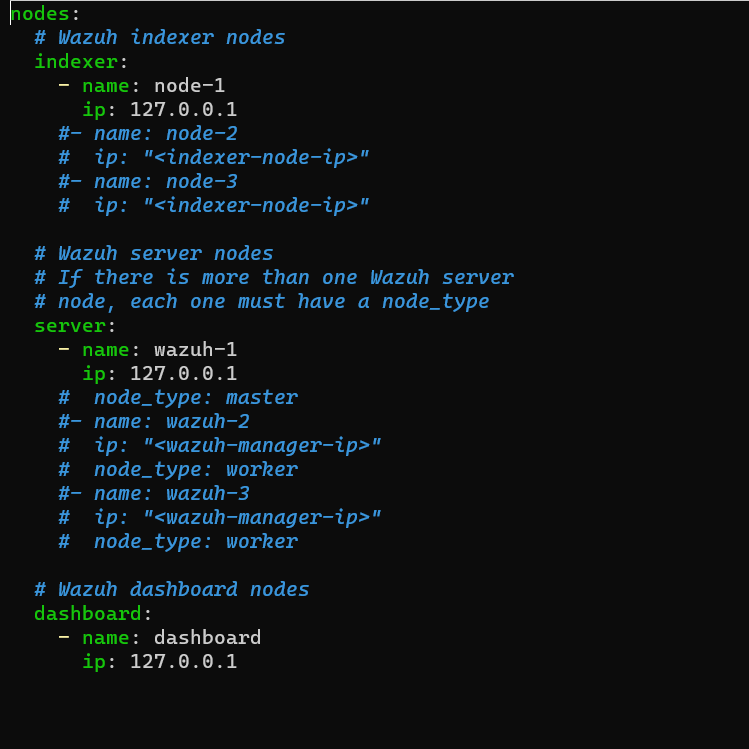 nodes:
  # Wazuh indexer nodes
  indexer:
    - name: node-1
      ip: 127.0.0.1
    #- name: node-2
    #  ip: "<indexer-node-ip>"
    #- name: node-3
    #  ip: "<indexer-node-ip>"

  # Wazuh server nodes
  # If there is more than one Wazuh server
  # node, each one must have a node_type
  server:
    - name: wazuh-1
      ip: 127.0.0.1
    #  node_type: master
    #- name: wazuh-2
    #  ip: "<wazuh-manager-ip>"
    #  node_type: worker
    #- name: wazuh-3
    #  ip: "<wazuh-manager-ip>"
    #  node_type: worker

  # Wazuh dashboard nodes
  dashboard:
    - name: dashboard
      ip: 127.0.0.1